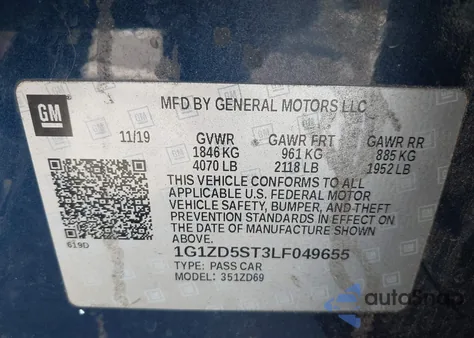 GM
MFD BY GENERAL MOTORS LLC
11/19 GVWR GAWR FRT GAWR RR
1846 KG 961 KG 885 KG
4070 LB 2118 LB 1952 LB
THIS VEHICLE CONFORMS TO ALL
APPLICABLE U.S. FEDERAL MOTOR
VEHICLE SAFETY, BUMPER, AND THEFT
PREVENTION STANDARDS IN EFFECT ON
THE DATE OF MANUFACTURE SHOWN
ABOVE.
619D
1G1ZD5ST3LF049655
TYPE: PASS CAR
MODEL: 351ZD69
autoSnap